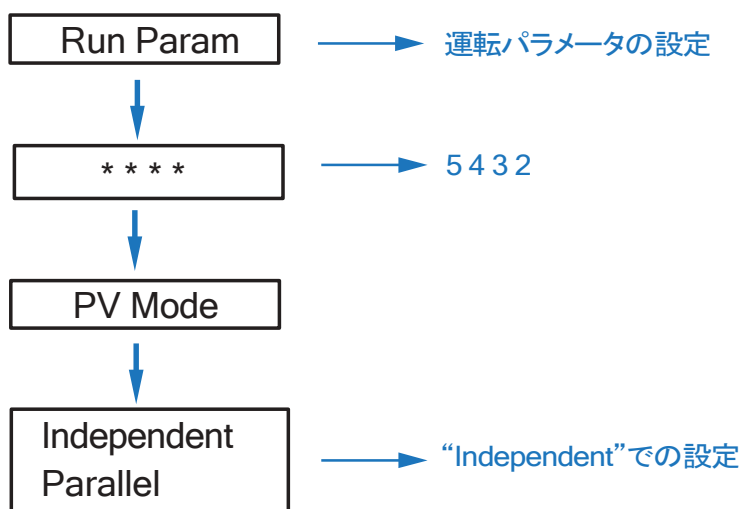 Run Param
運転パラメータの設定
* * * *
5 4 3 2
PV Mode
Independent
Parallel
“Independent”での設定